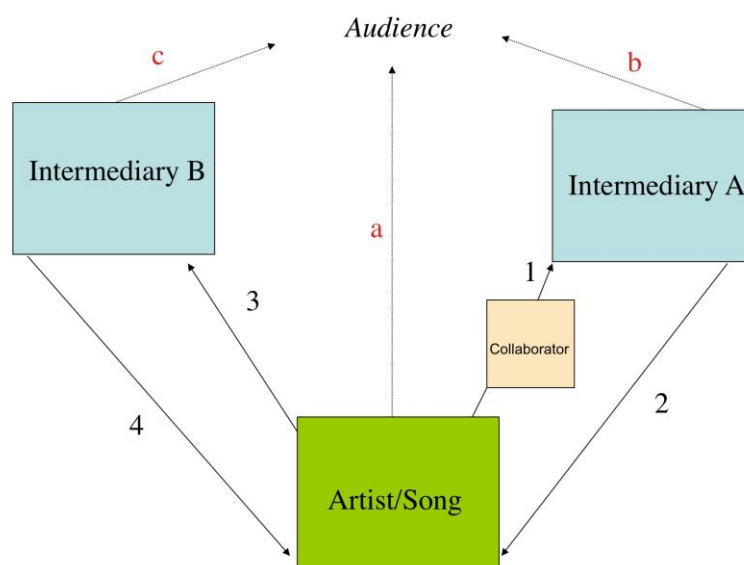 Audience
c
b
Intermediary B
Intermediary A
a
1
3
Collaborator
2
4
Artist/Song